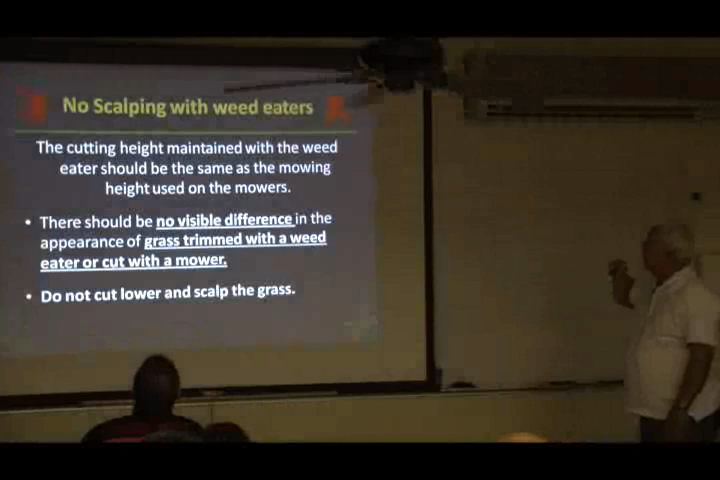 No Scalping with weed eaters
The cutting height maintained with the weed
eater should be the same as the mowing
height used on the mowers.
• There should be no visible difference in the
appearance of grass trimmed with a weed
eater or cut with a mower.
• Do not cut lower and scalp the grass.